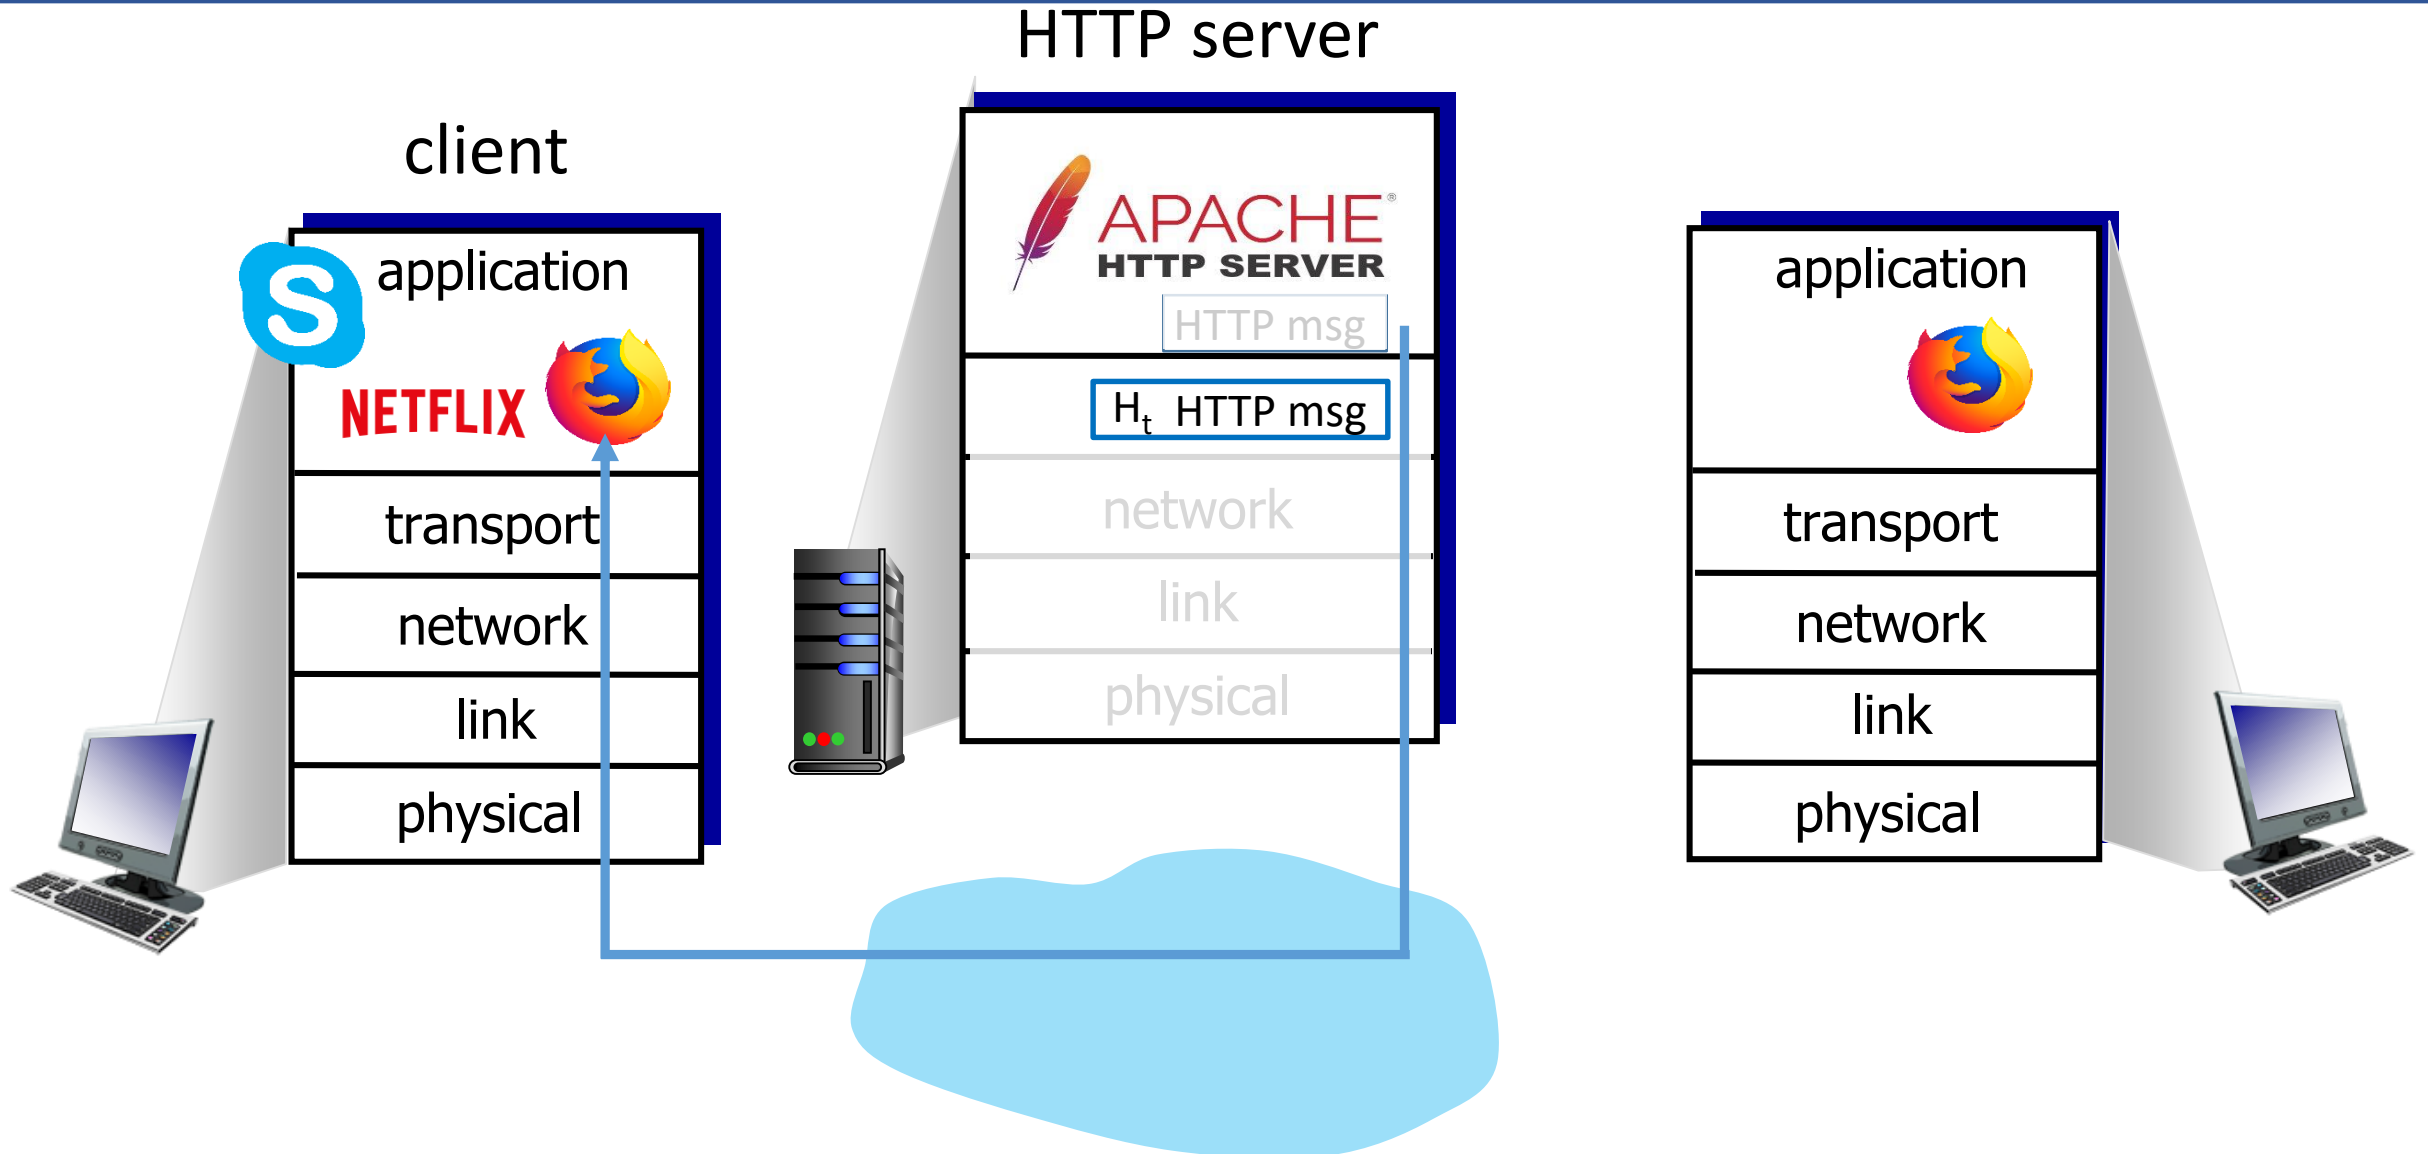 HTTP server
client
application
NETFLIX
transport
network
link
physical
APACHE®
HTTP SERVER
HTTP msg
Ht HTTP msg
network
link
physical
application
transport
network
link
physical